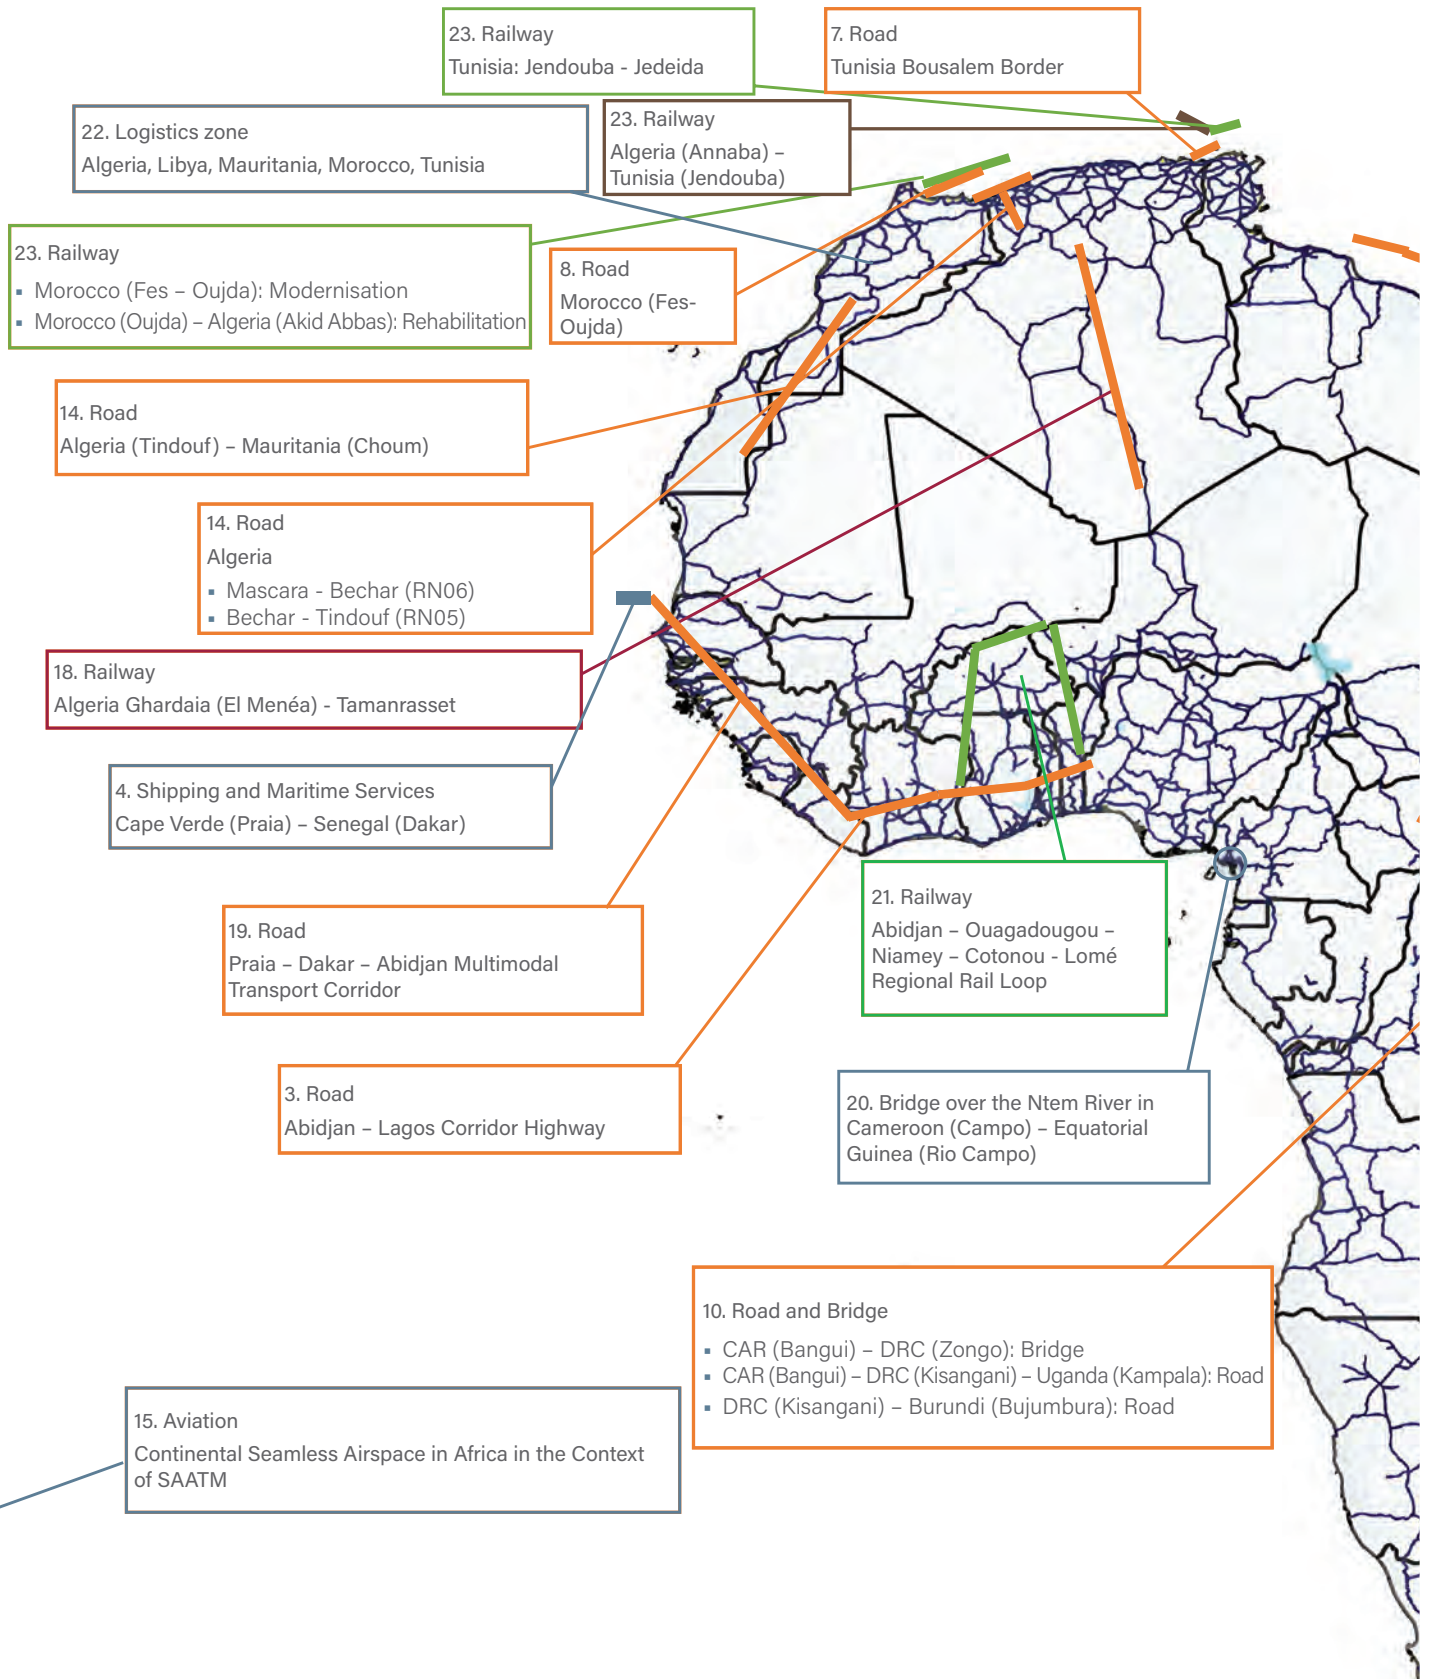 23. Railway
Tunisia: Jendouba - Jedeida
7. Road
Tunisia Bousalem Border
22. Logistics zone
Algeria, Libya, Mauritania, Morocco, Tunisia
23. Railway
Algeria (Annaba) –
Tunisia (Jendouba)
23. Railway
▪ Morocco (Fes – Oujda): Modernisation
▪ Morocco (Oujda) – Algeria (Akid Abbas): Rehabilitation
8. Road
Morocco (Fes-
Oujda)
14. Road
Algeria (Tindouf) – Mauritania (Choum)
14. Road
Algeria
▪ Mascara - Bechar (RN06)
▪ Bechar - Tindouf (RN05)
18. Railway
Algeria Ghardaia (El Menéa) - Tamanrasset
4. Shipping and Maritime Services
Cape Verde (Praia) – Senegal (Dakar)
19. Road
Praia – Dakar – Abidjan Multimodal
Transport Corridor
21. Railway
Abidjan – Ouagadougou –
Niamey – Cotonou - Lomé
Regional Rail Loop
3. Road
Abidjan – Lagos Corridor Highway
20. Bridge over the Ntem River in
Cameroon (Campo) – Equatorial
Guinea (Rio Campo)
10. Road and Bridge
▪ CAR (Bangui) – DRC (Zongo): Bridge
▪ CAR (Bangui) – DRC (Kisangani) – Uganda (Kampala): Road
▪ DRC (Kisangani) – Burundi (Bujumbura): Road
15. Aviation
Continental Seamless Airspace in Africa in the Context
of SAATM